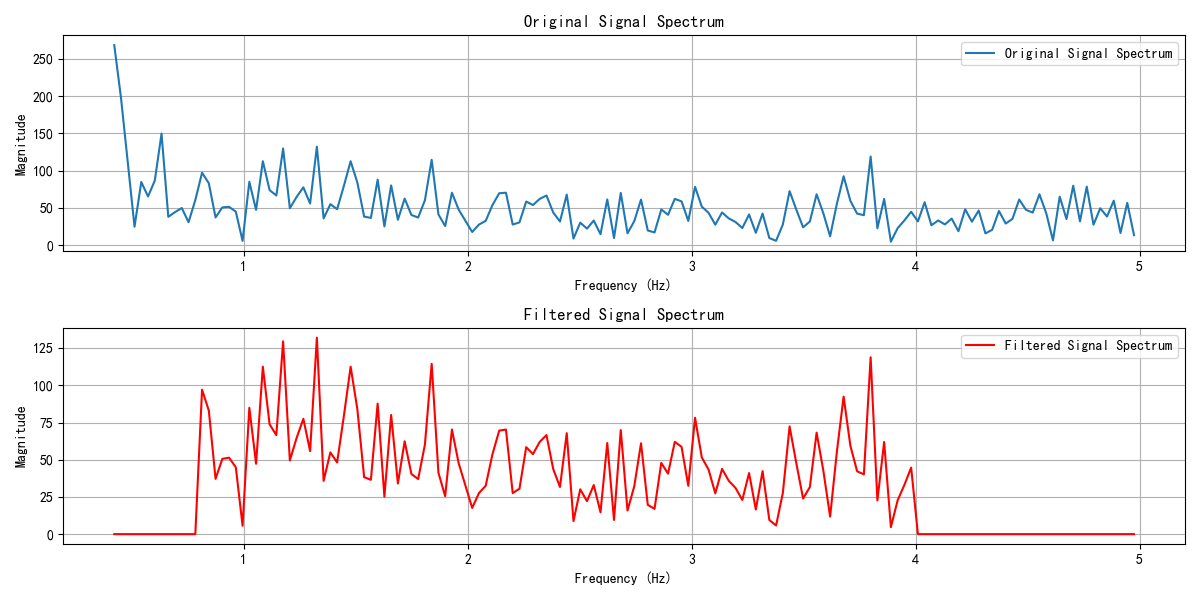 Original Signal Spectrum
Original Signal Spectrum
Magnitude
250
200
150
100
50
0
1
2
3
4
5
Frequency (Hz)
Filtered Signal Spectrum
Filtered Signal Spectrum
Magnitude
125
100
75
50
25
0
1
2
3
4
5
Frequency (Hz)